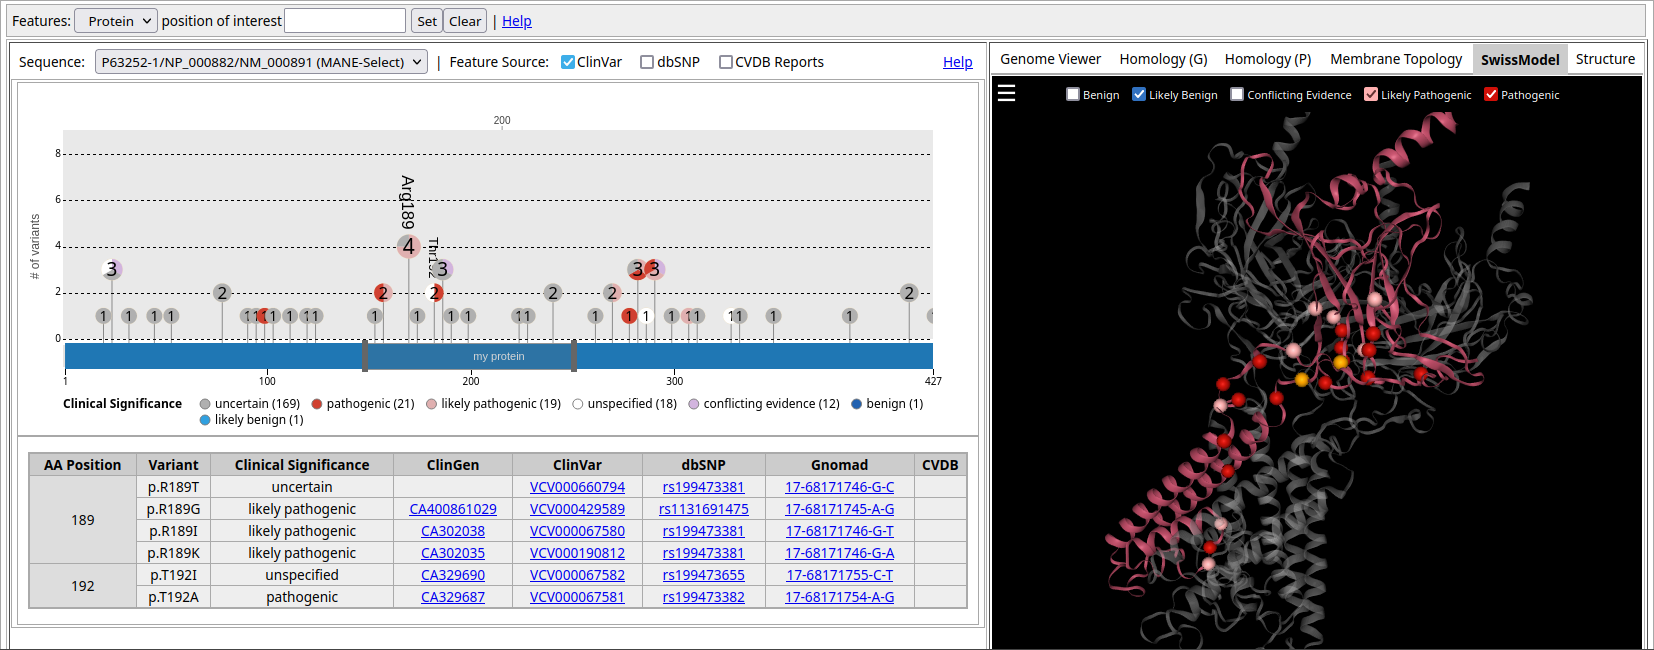 Features: Protein position of interest Set Clear | Help
Sequence: P63252-1/NP_000882/NM_000891 (MANE-Select) | Feature Source: ClinVar dbSNP CVDB Reports Help
Genome Viewer Homology (G) Homology (P) Membrane Topology SwissModel Structure
Benign Likely Benign Conflicting Evidence Likely Pathogenic Pathogenic
200
# of variants
8
6
4
2
0
Arg189
4
3 3 3 3
2 2 2 2 2 2 2
1 1 1 1 1 1 1 1 1 1 1 1 1 1 1 1 1 1 1 1 1 1 1 1 1 1 1 1
my protein
1 100 200 300 427
Clinical Significance uncertain (169) pathogenic (21) likely pathogenic (19) unspecified (18) conflicting evidence (12) benign (1)
likely benign (1)
AA Position Variant Clinical Significance ClinGen ClinVar dbSNP Gnomad CVDB
189
p.R189T uncertain VCV000660794 rs199473381 17-68171746-G-C
p.R189G likely pathogenic CA400861029 VCV000429589 rs1131691475 17-68171745-A-G
p.R189I likely pathogenic CA302038 VCV000067580 rs199473381 17-68171746-G-T
p.R189K likely pathogenic CA302035 VCV000190812 rs199473381 17-68171746-G-A
192
p.T192I unspecified CA329690 VCV000067582 rs199473655 17-68171755-C-T
p.T192A pathogenic CA329687 VCV000067581 rs199473382 17-68171754-A-G